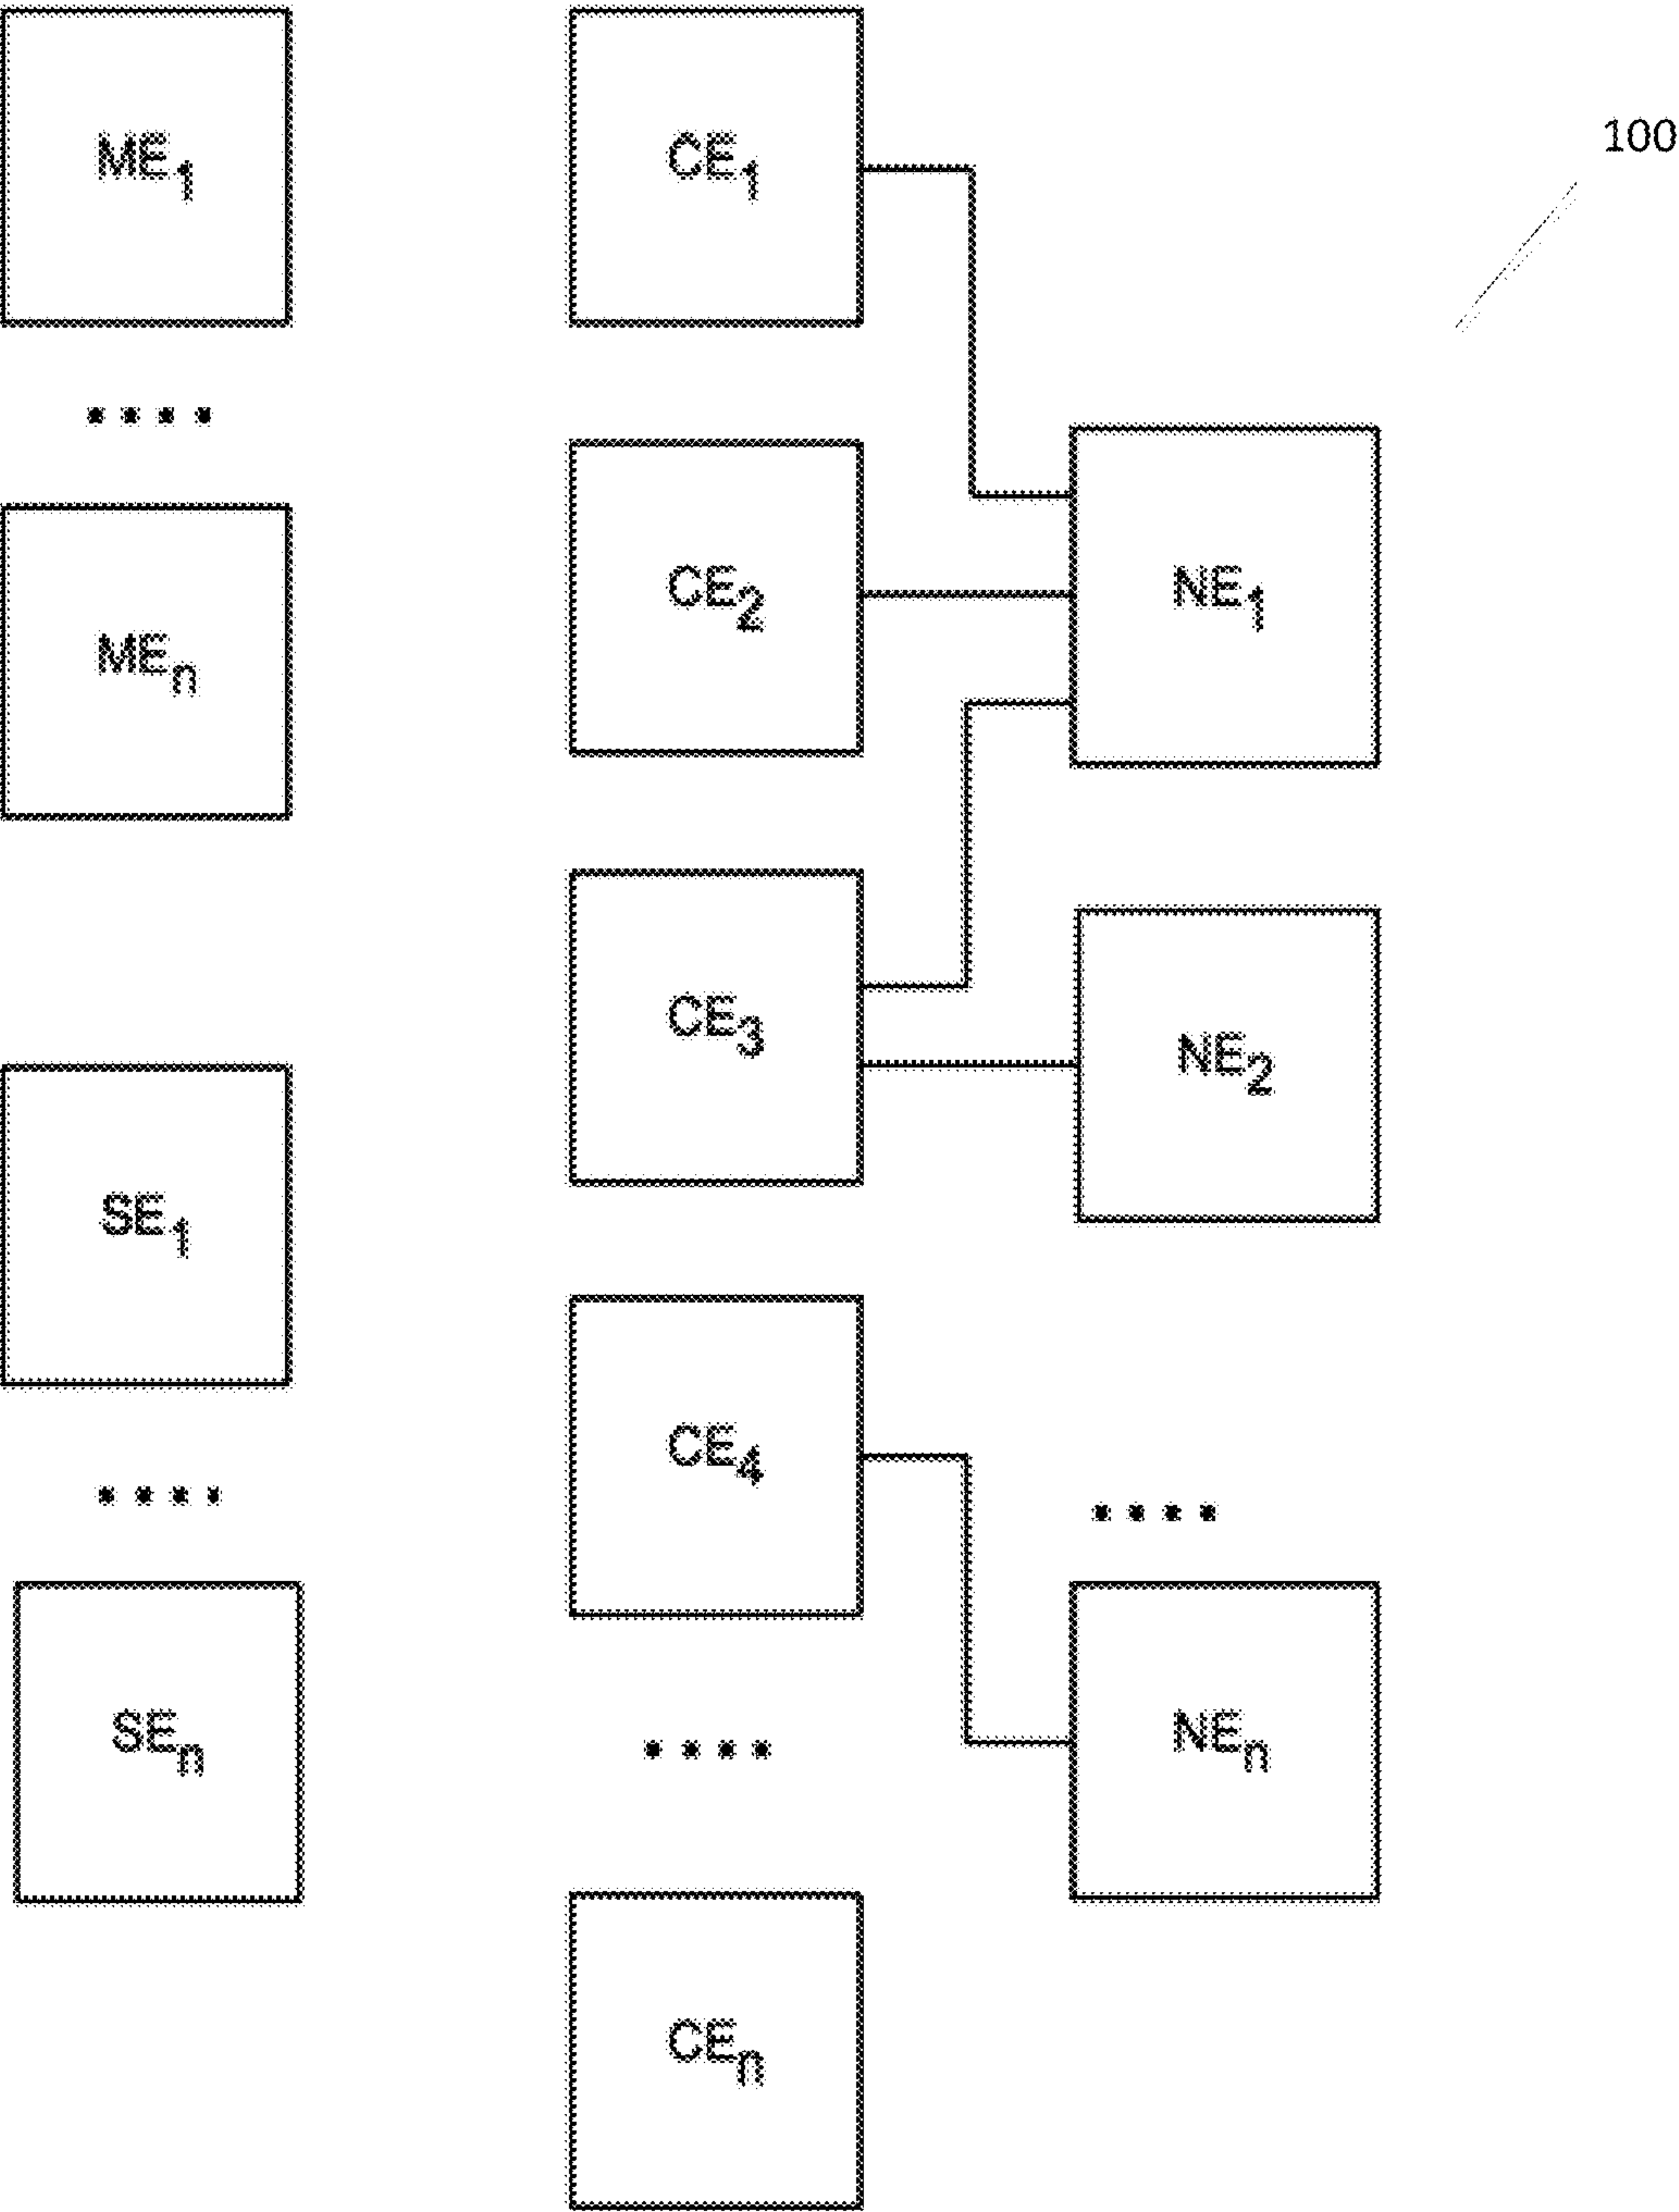 ME₁
CE₁
100
....
CE₂
NE₁
MEₙ
CE₃
NE₂
SE₁
CE₄
....
....
SEₙ
NEₙ
....
CEₙ